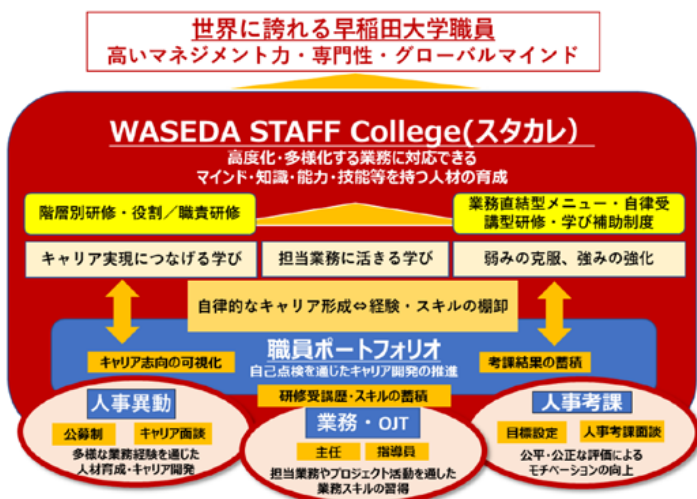 世界に誇れる早稲田大学職員
高いマネジメント力・専門性・グローバルマインド
WASEDA STAFF College(スタカレ)
高度化・多様化する業務に対応できる
マインド・知識・能力・技能等を持つ人材の育成
階層別研修・役割／職責研修
業務直結型メニュー・自律受
講型研修・学び補助制度
キャリア実現につなげる学び
担当業務に活きる学び
弱みの克服、強みの強化
自律的なキャリア形成⇔経験・スキルの棚卸
職員ポートフォリオ
自己点検を通じたキャリア開発の推進
キャリア志向の可視化
考課結果の蓄積
研修受講歴・スキルの蓄積
人事異動
公募制
キャリア面談
多様な業務経験を通じた
人材育成・キャリア開発
業務・OJT
主任
指導員
担当業務やプロジェクト活動を通した
業務スキルの習得
人事考課
目標設定
人事考課面談
公平・公正な評価による
モチベーションの向上